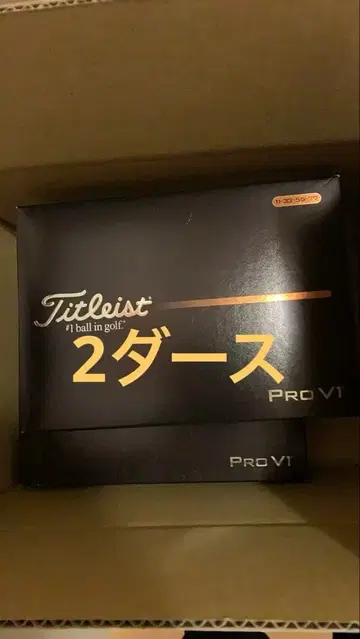 Titleist
#1 ball in golf.
2ダース
PRO V1
PRO V1